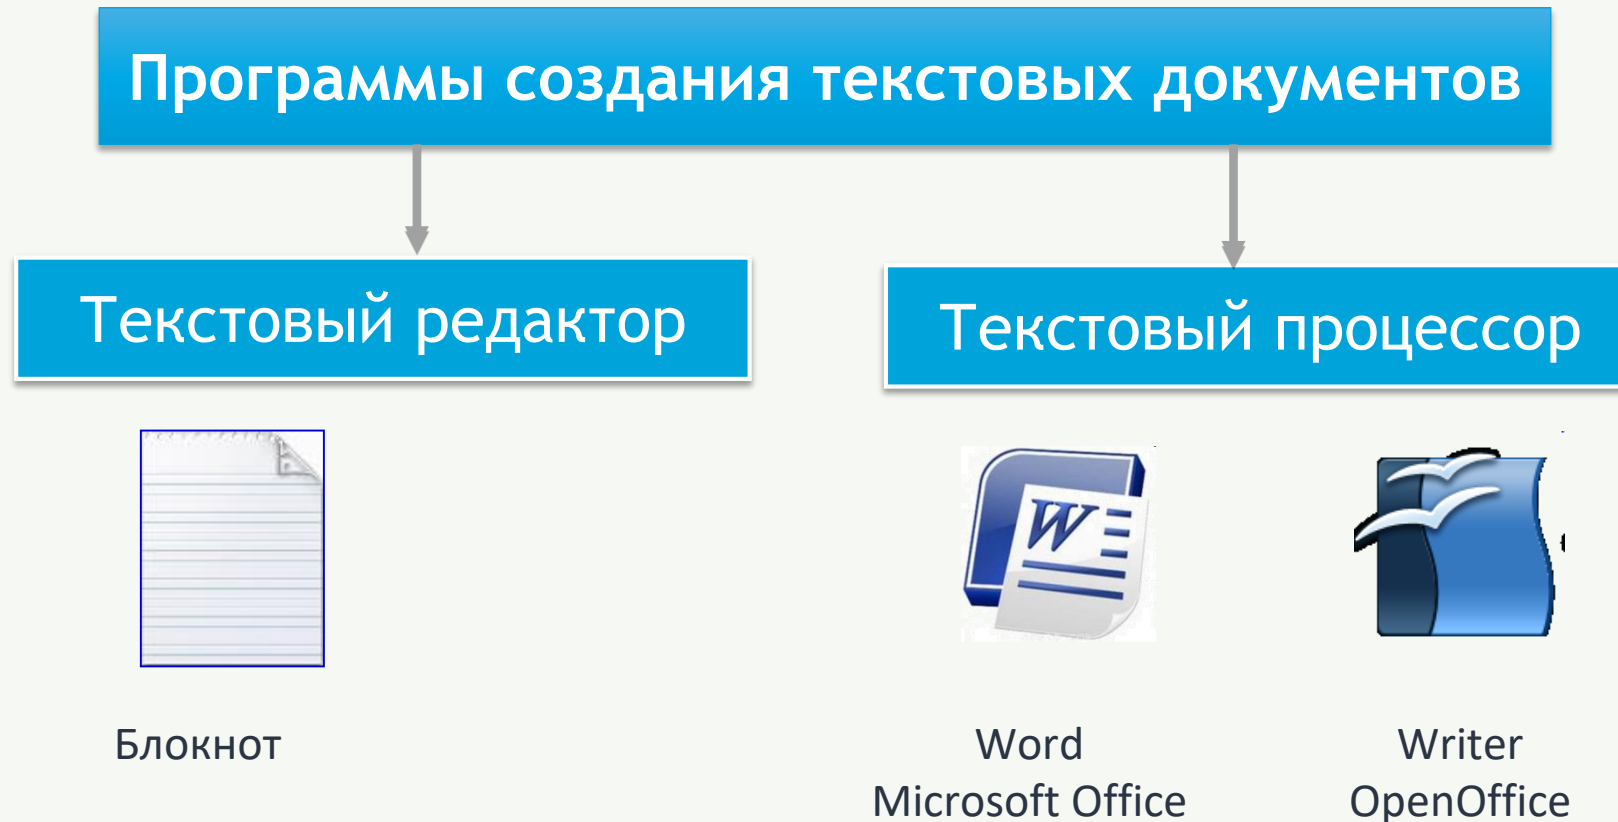 Программы создания текстовых документов
Текстовый редактор
Текстовый процессор
W
Блокнот
Word
Microsoft Office
Writer
OpenOffice